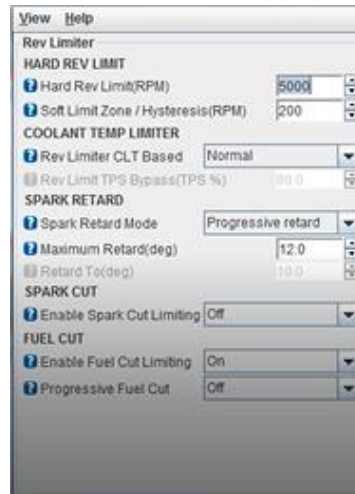 View Help
Rev Limiter
HARD REV LIMIT
Hard Rev Limit(RPM) 5000
Soft Limit Zone / Hysteresis(RPM) 200
COOLANT TEMP LIMITER
Rev Limiter CLT Based Normal
Rev Limit TPS Bypass(TPS %) 90.0
SPARK RETARD
Spark Retard Mode Progressive retard
Maximum Retard(deg) 12.0
Retard To(deg) 10.0
SPARK CUT
Enable Spark Cut Limiting Off
FUEL CUT
Enable Fuel Cut Limiting On
Progressive Fuel Cut Off